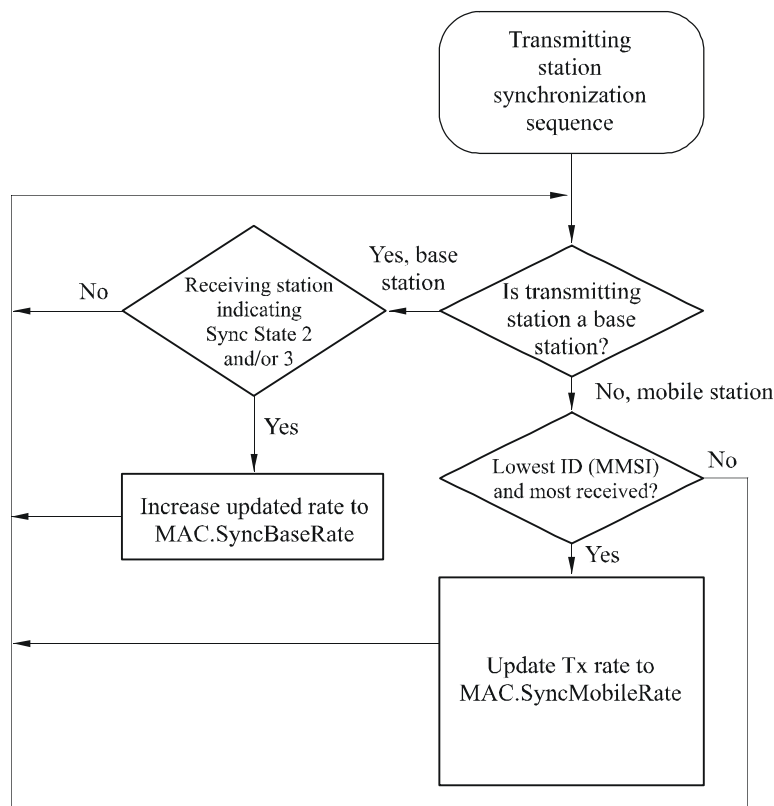 Transmitting
station
synchronization
sequence
Yes, base
station
Is transmitting
station a base
station?
No
Receiving station
indicating
Sync State 2
and/or 3
No, mobile station
Yes
Lowest ID (MMSI)
and most received?
No
Increase updated rate to
MAC.SyncBaseRate
Yes
Update Tx rate to
MAC.SyncMobileRate